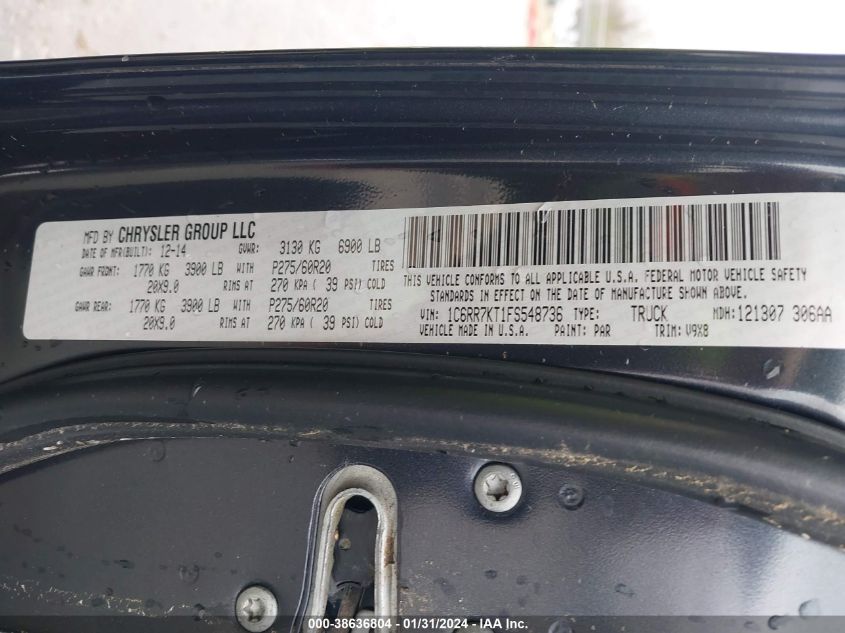 MFD BY CHRYSLER GROUP LLC
DATE OF MFR(BUILT): 12-14 GVWR: 3130 KG 6900 LB
GAWR FRONT: 1770 KG 3900 LB WITH P275/60R20 TIRES
20X9.0 RIMS AT 270 KPA ( 39 PSI) COLD
GAWR REAR: 1770 KG 3900 LB WITH P275/60R20 TIRES
20X9.0 RIMS AT 270 KPA ( 39 PSI) COLD
THIS VEHICLE CONFORMS TO ALL APPLICABLE U.S.A. FEDERAL MOTOR VEHICLE SAFETY
STANDARDS IN EFFECT ON THE DATE OF MANUFACTURE SHOWN ABOVE.
VIN: 1C6RR7KT1FS548736 TYPE: TRUCK MDH: 121307 306AA
VEHICLE MADE IN U.S.A. PAINT: PAR TRIM: V9X8
000-38636804 - 01/31/2024 - IAA Inc.